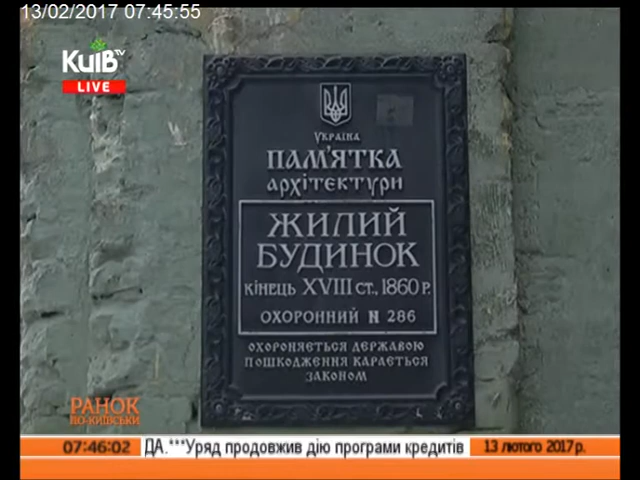 13/02/2017 07:45:55
КиїВ TV
LIVE
УКРАЇНА
ПАМ'ЯТКА
АРХІТЕКТУРИ
ЖИЛИЙ
БУДИНОК
КІНЕЦЬ XVIII СТ., 1860 Р.
ОХОРОННИЙ N 286
ОХОРОНЯЄТЬСЯ ДЕРЖАВОЮ
ПОШКОДЖЕННЯ КАРАЄТЬСЯ
ЗАКОНОМ
РАНОК
ПО-КИЇВСЬКИ
07:46:02 ДА.***Уряд продовжив дію програми кредитів 13 лютого 2017р.